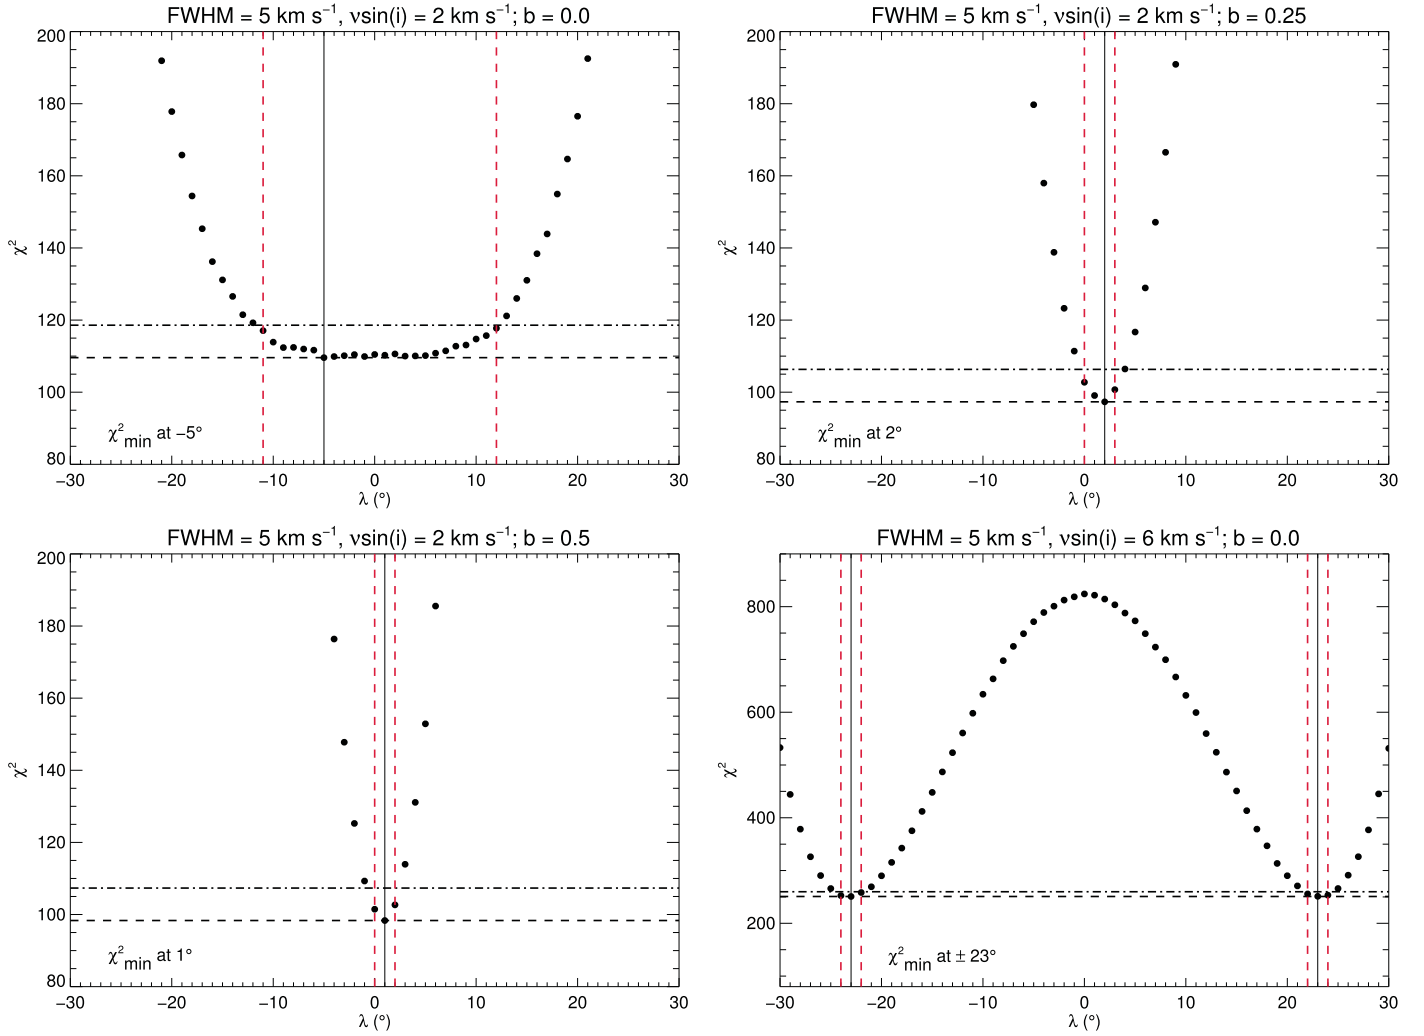 FWHM = 5 km s⁻¹, νsin(i) = 2 km s⁻¹; b = 0.0
200
180
160
140
120
100
80
χ²
χ²min at −5°
−30 −20 −10 0 10 20 30
λ (°)
FWHM = 5 km s⁻¹, νsin(i) = 2 km s⁻¹; b = 0.25
200
180
160
140
120
100
80
χ²
χ²min at 2°
−30 −20 −10 0 10 20 30
λ (°)
FWHM = 5 km s⁻¹, νsin(i) = 2 km s⁻¹; b = 0.5
200
180
160
140
120
100
80
χ²
χ²min at 1°
−30 −20 −10 0 10 20 30
λ (°)
FWHM = 5 km s⁻¹, νsin(i) = 6 km s⁻¹; b = 0.0
800
600
400
200
χ²
χ²min at ± 23°
−30 −20 −10 0 10 20 30
λ (°)